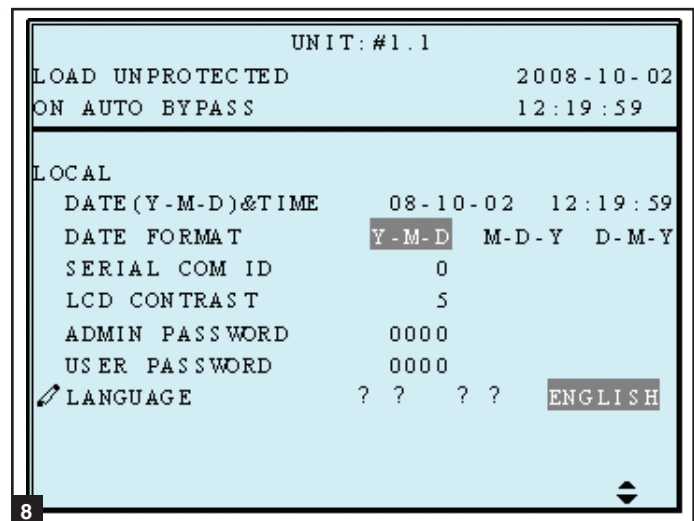 UNIT:#1.1
LOAD UNPROTECTED 2008-10-02
ON AUTO BYPASS 12:19:59
LOCAL
DATE(Y-M-D)&TIME 08-10-02 12:19:59
DATE FORMAT Y-M-D M-D-Y D-M-Y
SERIAL COM ID 0
LCD CONTRAST 5
ADMIN PASSWORD 0000
USER PASSWORD 0000
LANGUAGE ? ? ? ? ENGLISH
8